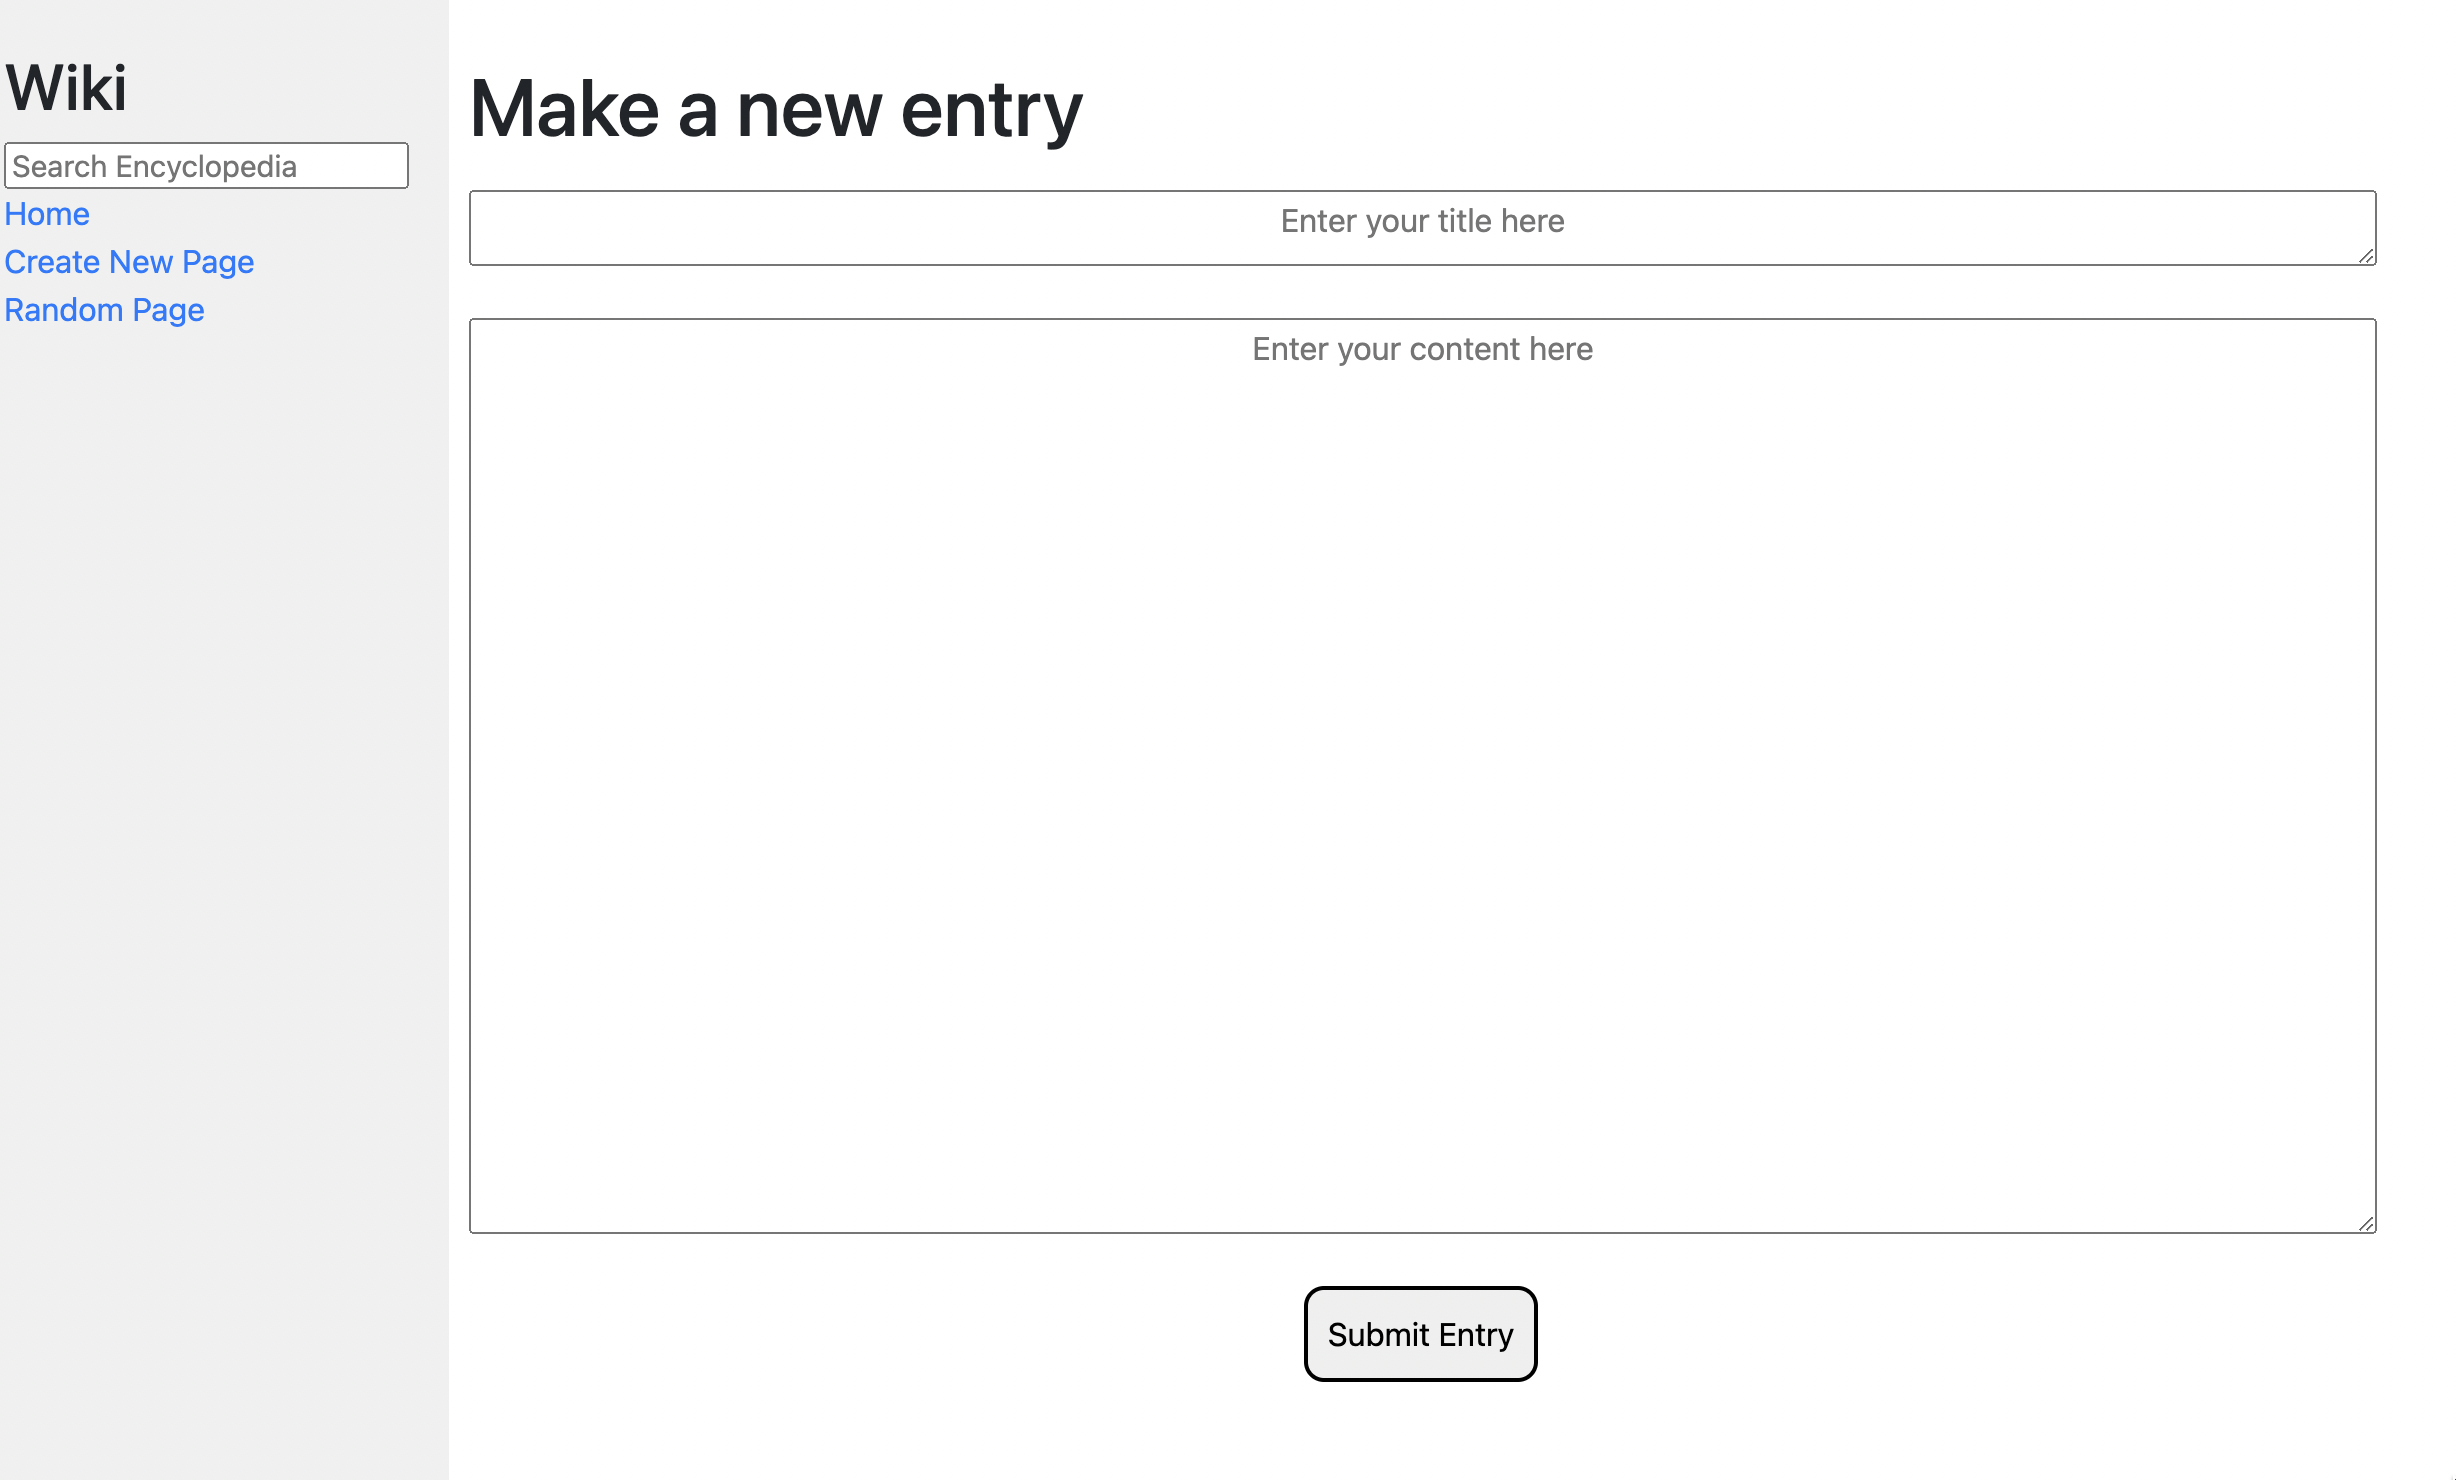 Wiki
Search Encyclopedia
Home
Create New Page
Random Page
Make a new entry
Enter your title here
Enter your content here
Submit Entry